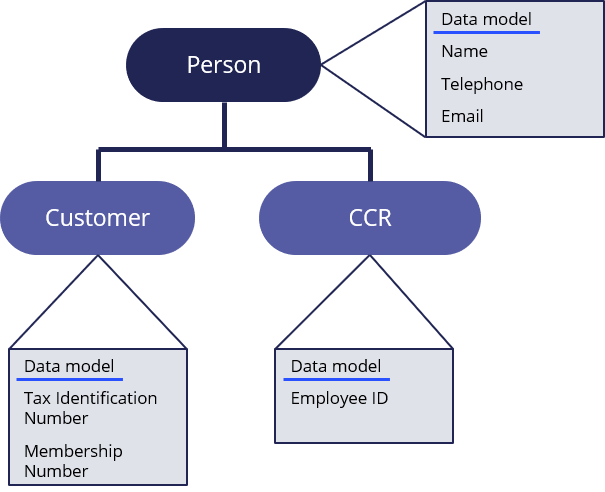 Person
Data model
Name
Telephone
Email
Customer
CCR
Data model
Tax Identification
Number
Membership
Number
Data model
Employee ID